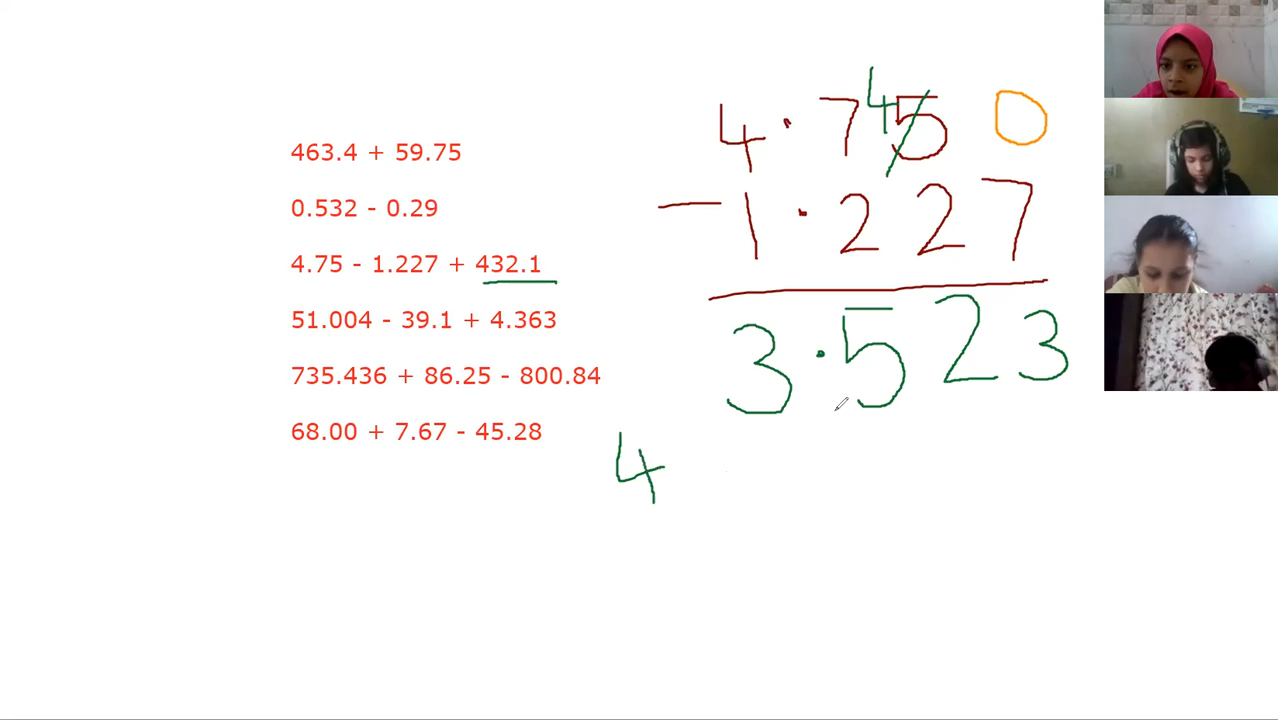 463.4 + 59.75
0.532 - 0.29
4.75 - 1.227 + 432.1
51.004 - 39.1 + 4.363
735.436 + 86.25 - 800.84
68.00 + 7.67 - 45.28
4
4.750
-1.227
3.523
4